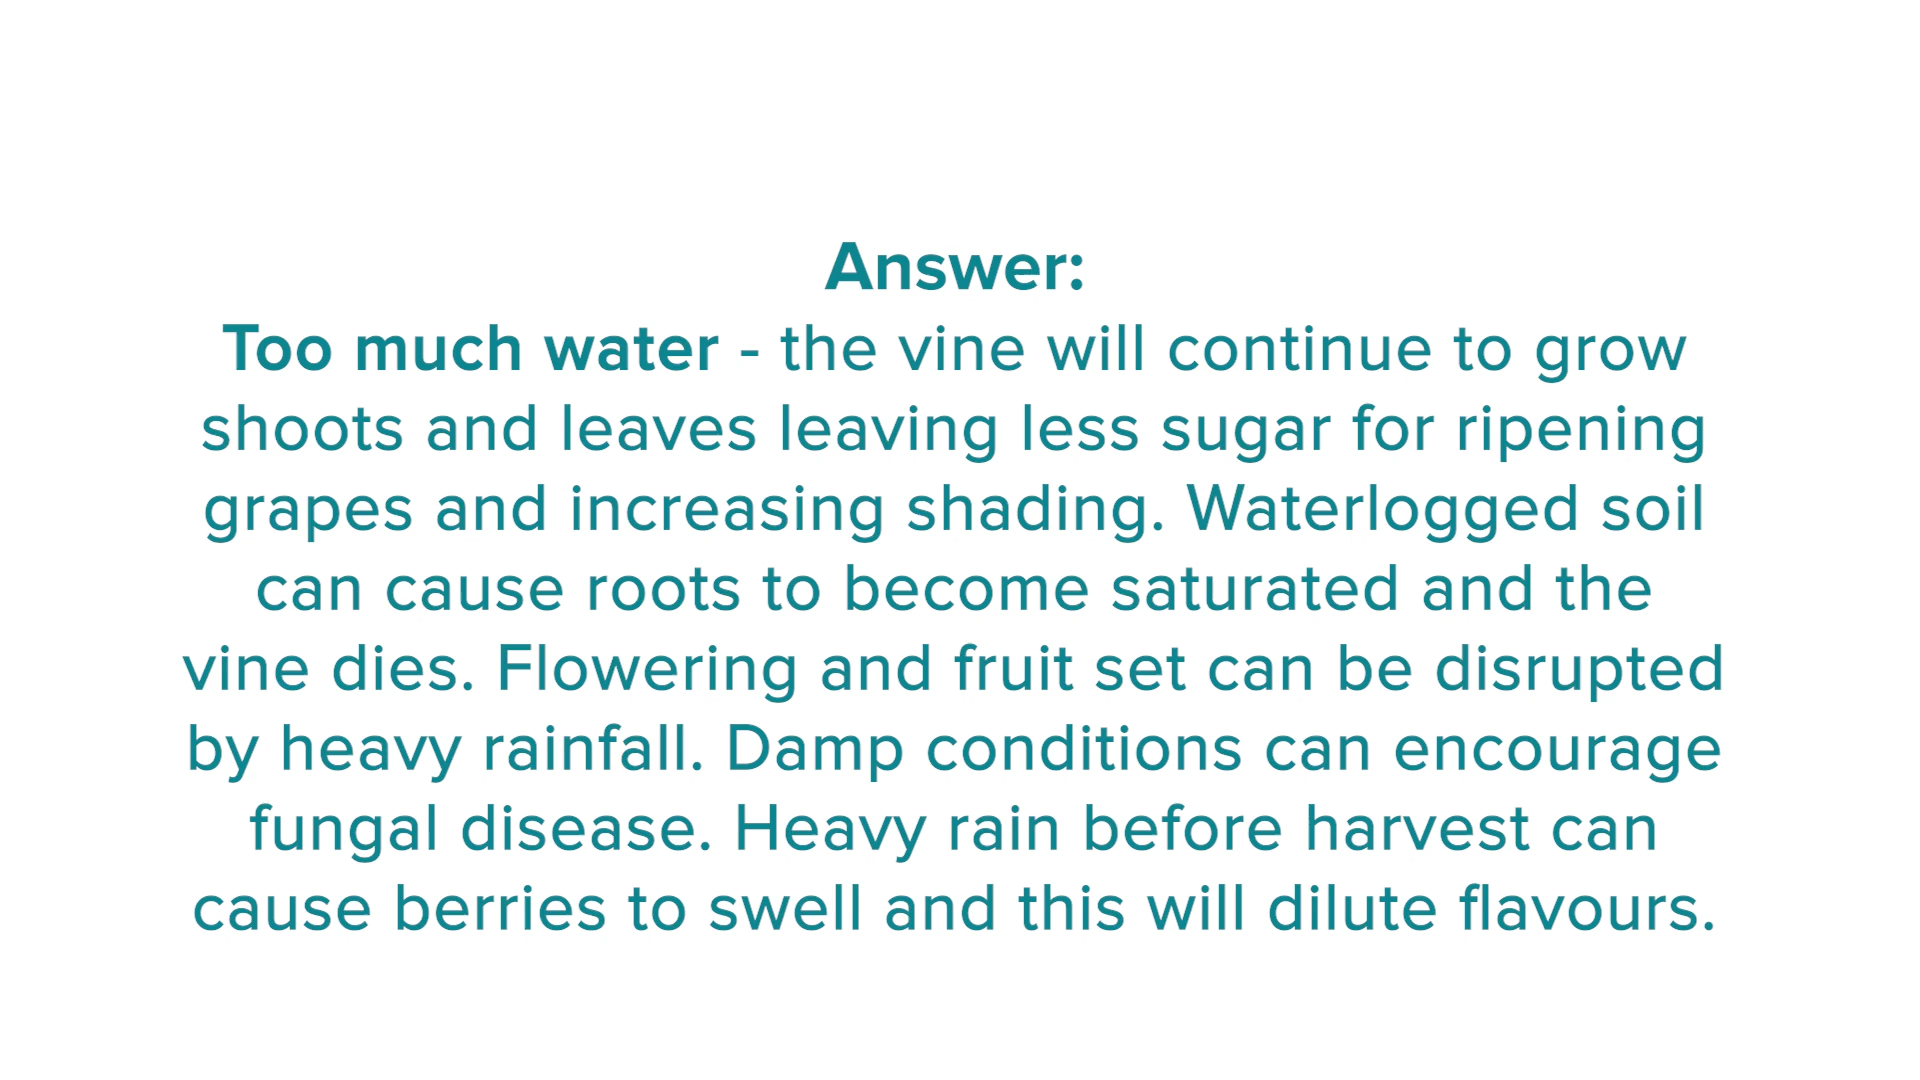 Answer:
Too much water - the vine will continue to grow
shoots and leaves leaving less sugar for ripening
grapes and increasing shading. Waterlogged soil
can cause roots to become saturated and the
vine dies. Flowering and fruit set can be disrupted
by heavy rainfall. Damp conditions can encourage
fungal disease. Heavy rain before harvest can
cause berries to swell and this will dilute flavours.